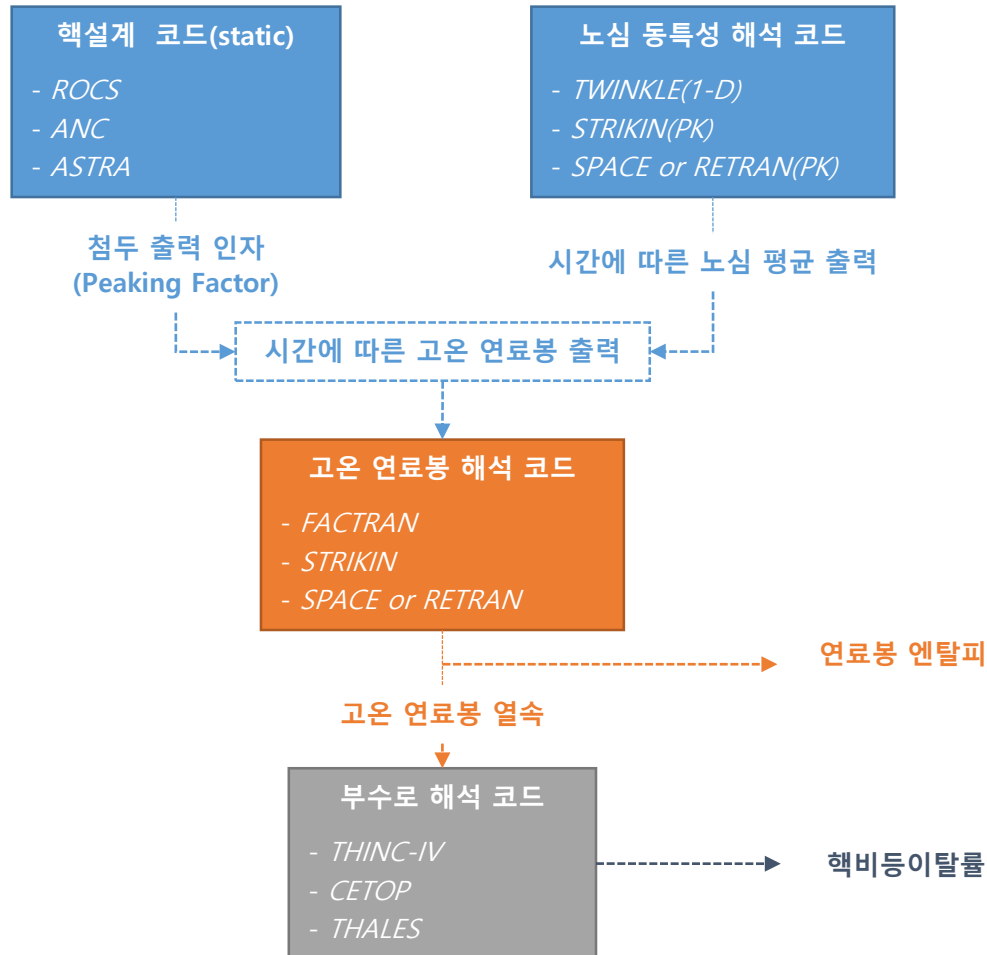 핵설계 코드(static)
- ROCS
- ANC
- ASTRA
노심 동특성 해석 코드
- TWINKLE(1-D)
- STRIKIN(PK)
- SPACE or RETRAN(PK)
첨두 출력 인자
(Peaking Factor)
시간에 따른 노심 평균 출력
시간에 따른 고온 연료봉 출력
고온 연료봉 해석 코드
- FACTRAN
- STRIKIN
- SPACE or RETRAN
연료봉 엔탈피
고온 연료봉 열속
부수로 해석 코드
- THINC-IV
- CETOP
- THALES
핵비등이탈률